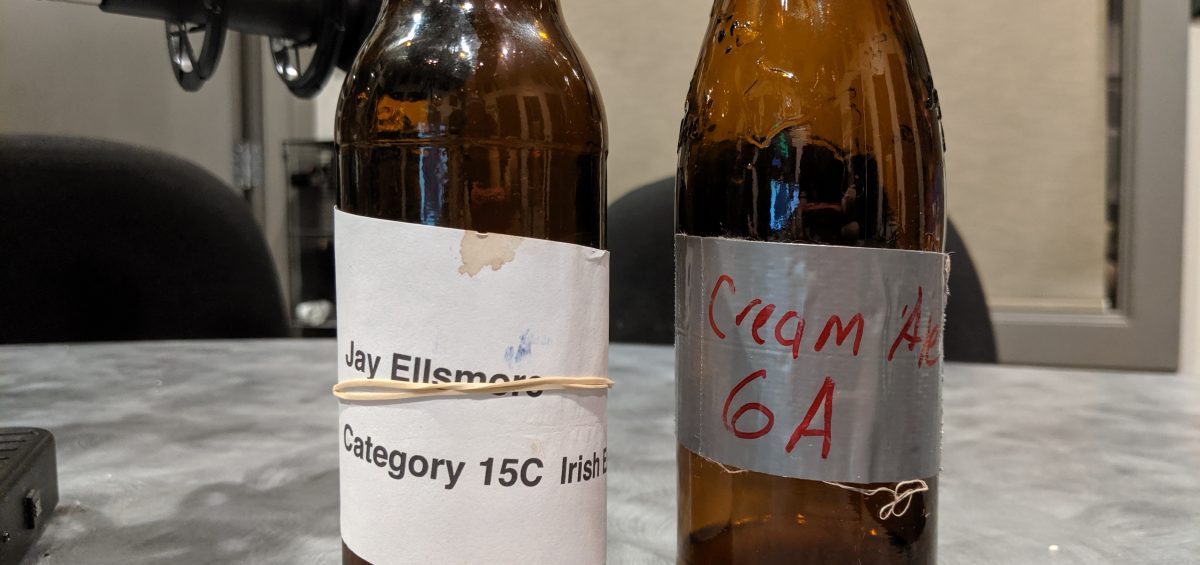 Jay Ellsmore
Category 15C Irish E
Cream Ale
6A